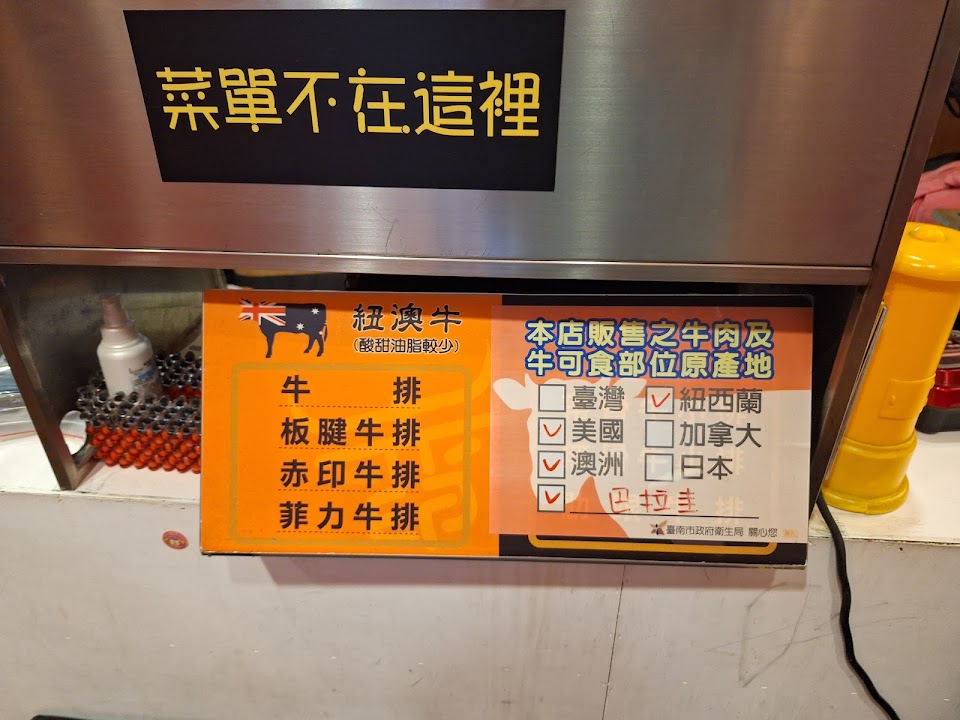 菜單不在這裡
紐澳牛
(酸甜油脂較少)
牛排
板腱牛排
赤印牛排
菲力牛排
本店販售之牛肉及
牛可食部位原產地
臺灣 紐西蘭
美國 加拿大
澳洲 日本
巴拉圭
臺南市政府衛生局 關心您